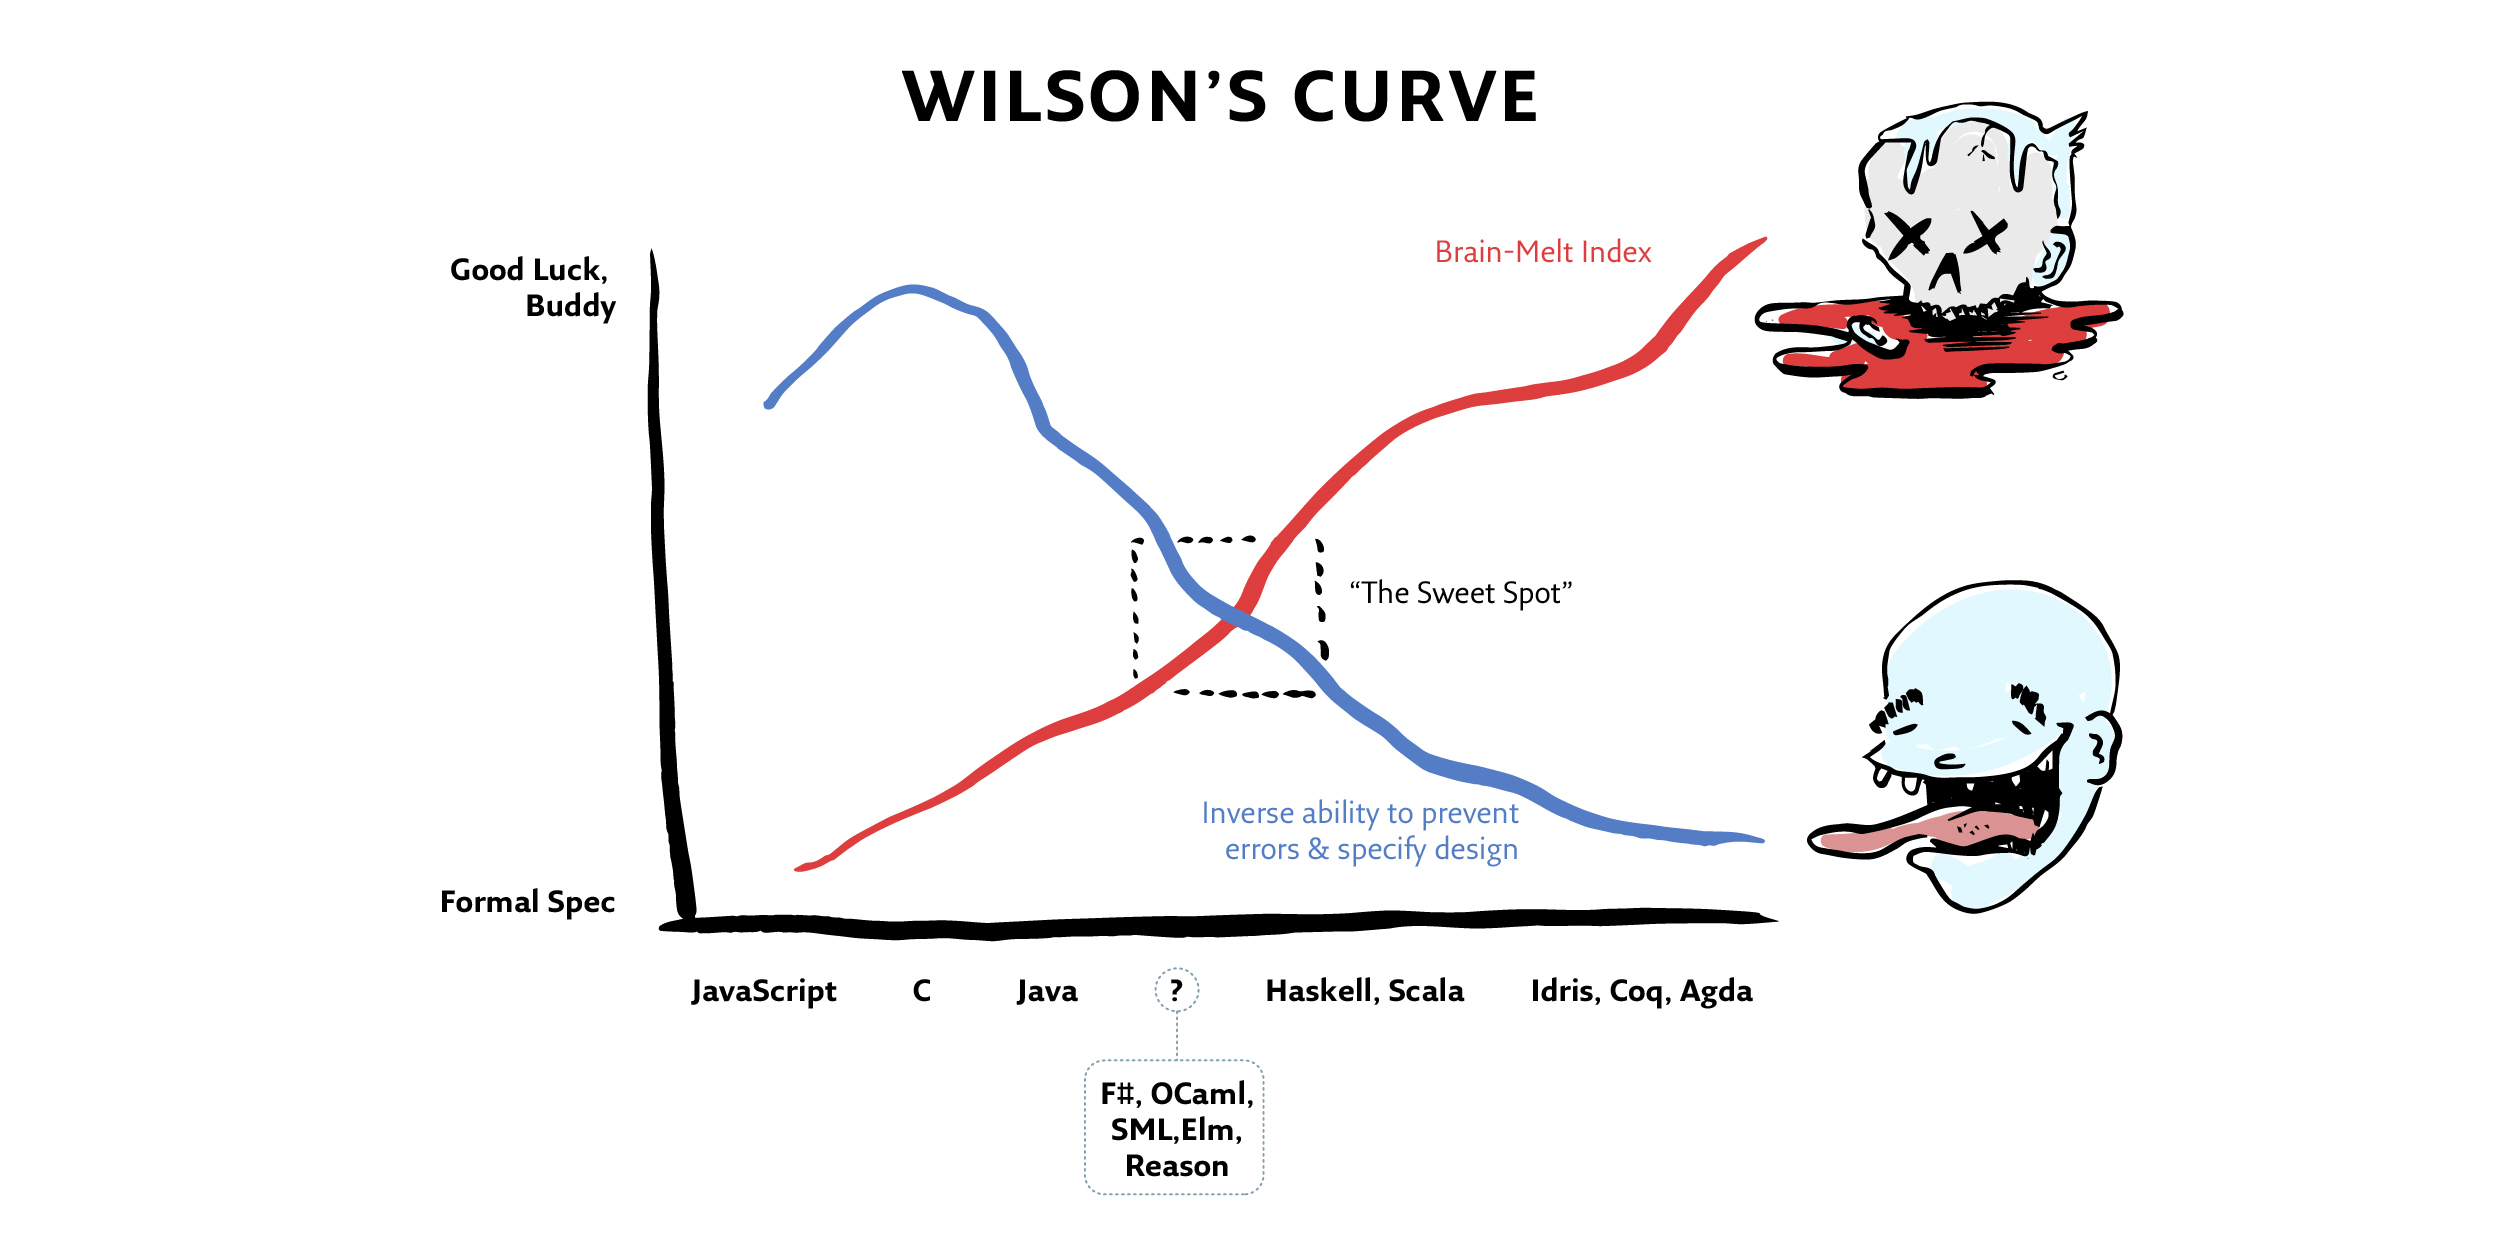 WILSON’S CURVE
Good Luck,
Buddy
Brain-Melt Index
“The Sweet Spot”
Inverse ability to prevent
errors & specify design
Formal Spec
JavaScript
C
Java
?
Haskell, Scala
Idris, Coq, Agda
F#, OCaml,
SML,Elm,
Reason